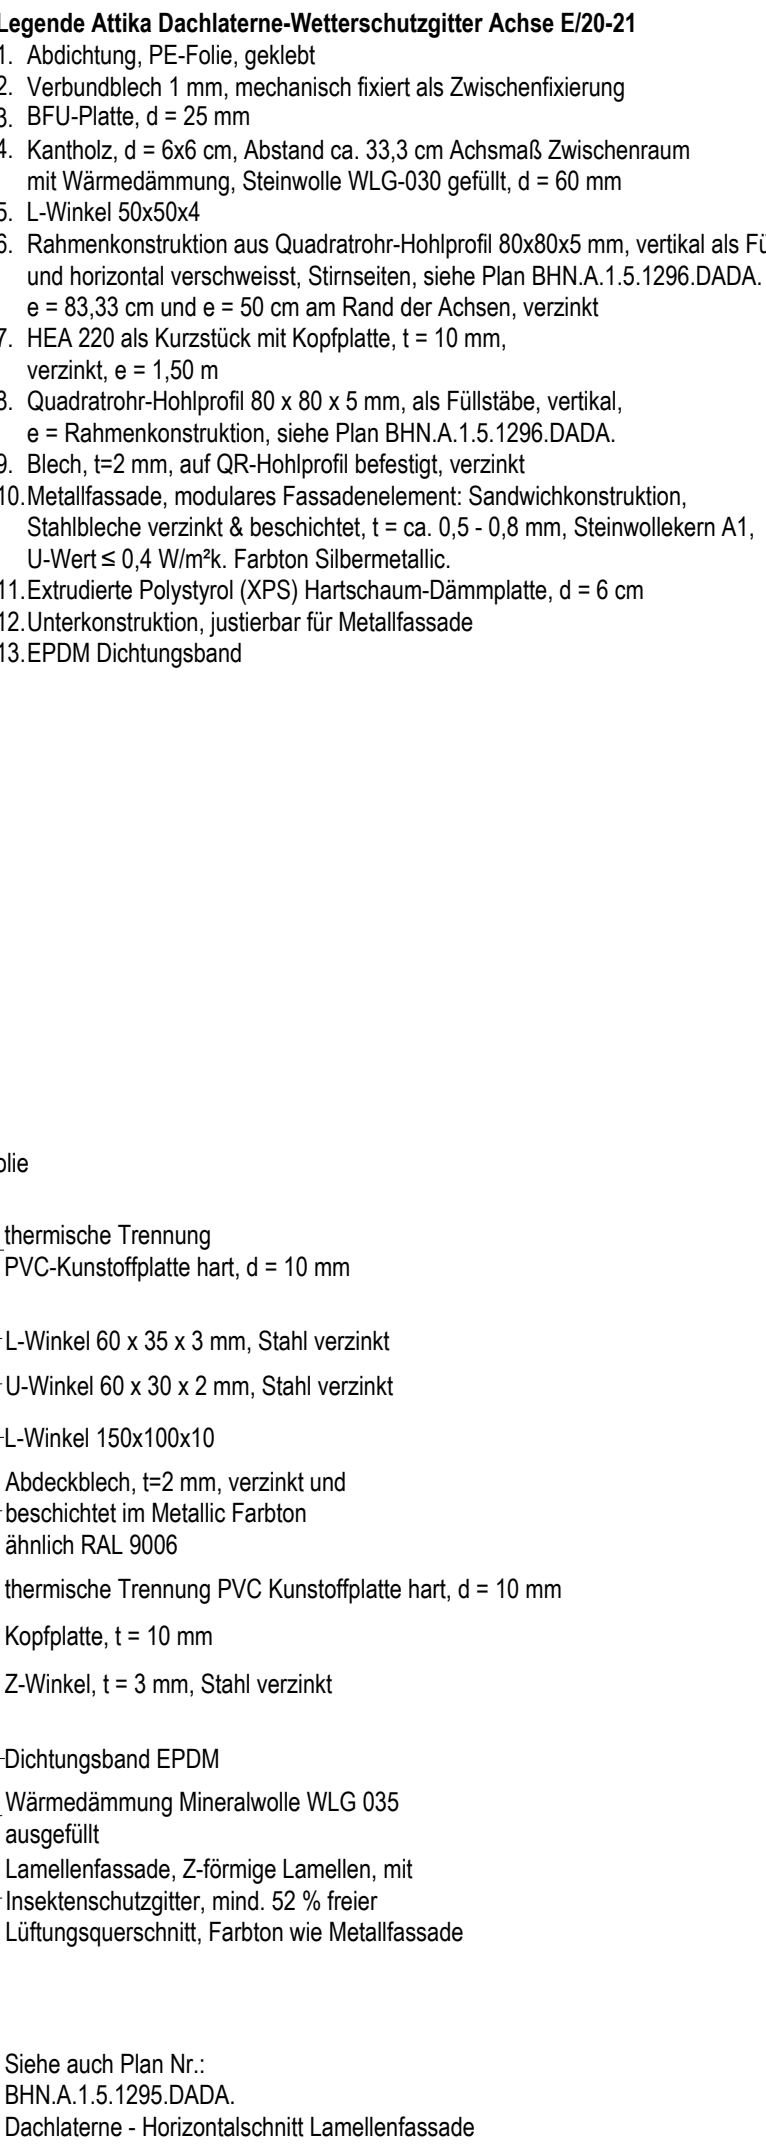 Legende Attika Dachlaterne-Wetterschutzgitter Achse E/20-21
1. Abdichtung, PE-Folie, geklebt
2. Verbundblech 1 mm, mechanisch fixiert als Zwischenfixierung
3. BFU-Platte, d = 25 mm
4. Kantholz, d = 6x6 cm, Abstand ca. 33,3 cm Achsmaß Zwischenraum
mit Wärmedämmung, Steinwolle WLG-030 gefüllt, d = 60 mm
5. L-Winkel 50x50x4
6. Rahmenkonstruktion aus Quadratrohr-Hohlprofil 80x80x5 mm, vertikal als
und horizontal verschweisst, Stirnseiten, siehe Plan BHN.A.1.5.1296.DADA.
e = 83,33 cm und e = 50 cm am Rand der Achsen, verzinkt
7. HEA 220 als Kurzstück mit Kopfplatte, t = 10 mm,
verzinkt, e = 1,50 m
8. Quadratrohr-Hohlprofil 80 x 80 x 5 mm, als Füllstäbe, vertikal,
e = Rahmenkonstruktion, siehe Plan BHN.A.1.5.1296.DADA.
9. Blech, t=2 mm, auf QR-Hohlprofil befestigt, verzinkt
10. Metallfassade, modulares Fassadenelement: Sandwichkonstruktion,
Stahlbleche verzinkt & beschichtet, t = ca. 0,5 - 0,8 mm, Steinwollekern A1,
U-Wert ≤ 0,4 W/m²k. Farbton Silbermetallic.
11. Extrudierte Polystyrol (XPS) Hartschaum-Dämmplatte, d = 6 cm
12. Unterkonstruktion, justierbar für Metallfassade
13. EPDM Dichtungsband
olie
thermische Trennung
PVC-Kunstoffplatte hart, d = 10 mm
L-Winkel 60 x 35 x 3 mm, Stahl verzinkt
U-Winkel 60 x 30 x 2 mm, Stahl verzinkt
L-Winkel 150x100x10
Abdeckblech, t=2 mm, verzinkt und
beschichtet im Metallic Farbton
ähnlich RAL 9006
thermische Trennung PVC Kunstoffplatte hart, d = 10 mm
Kopfplatte, t = 10 mm
Z-Winkel, t = 3 mm, Stahl verzinkt
Dichtungsband EPDM
Wärmedämmung Mineralwolle WLG 035
ausgefüllt
Lamellenfassade, Z-förmige Lamellen, mit
Insektenschutzgitter, mind. 52 % freier
Lüftungsquerschnitt, Farbton wie Metallfassade
Siehe auch Plan Nr.:
BHN.A.1.5.1295.DADA.
Dachlaterne - Horizontalschnitt Lamellenfassade